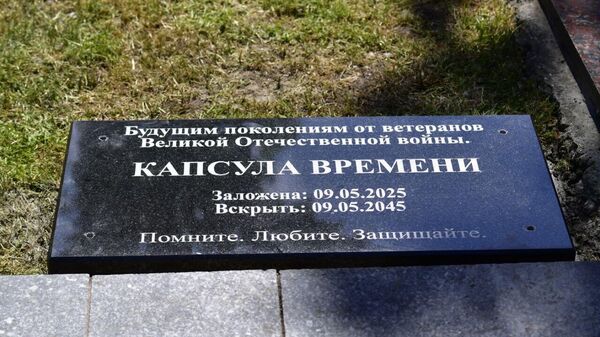 Будущим поколениям от ветеранов
Великой Отечественной войны.
КАПСУЛА ВРЕМЕНИ
Заложена: 09.05.2025
Вскрыть: 09.05.2045
Помните. Любите. Защищайте.